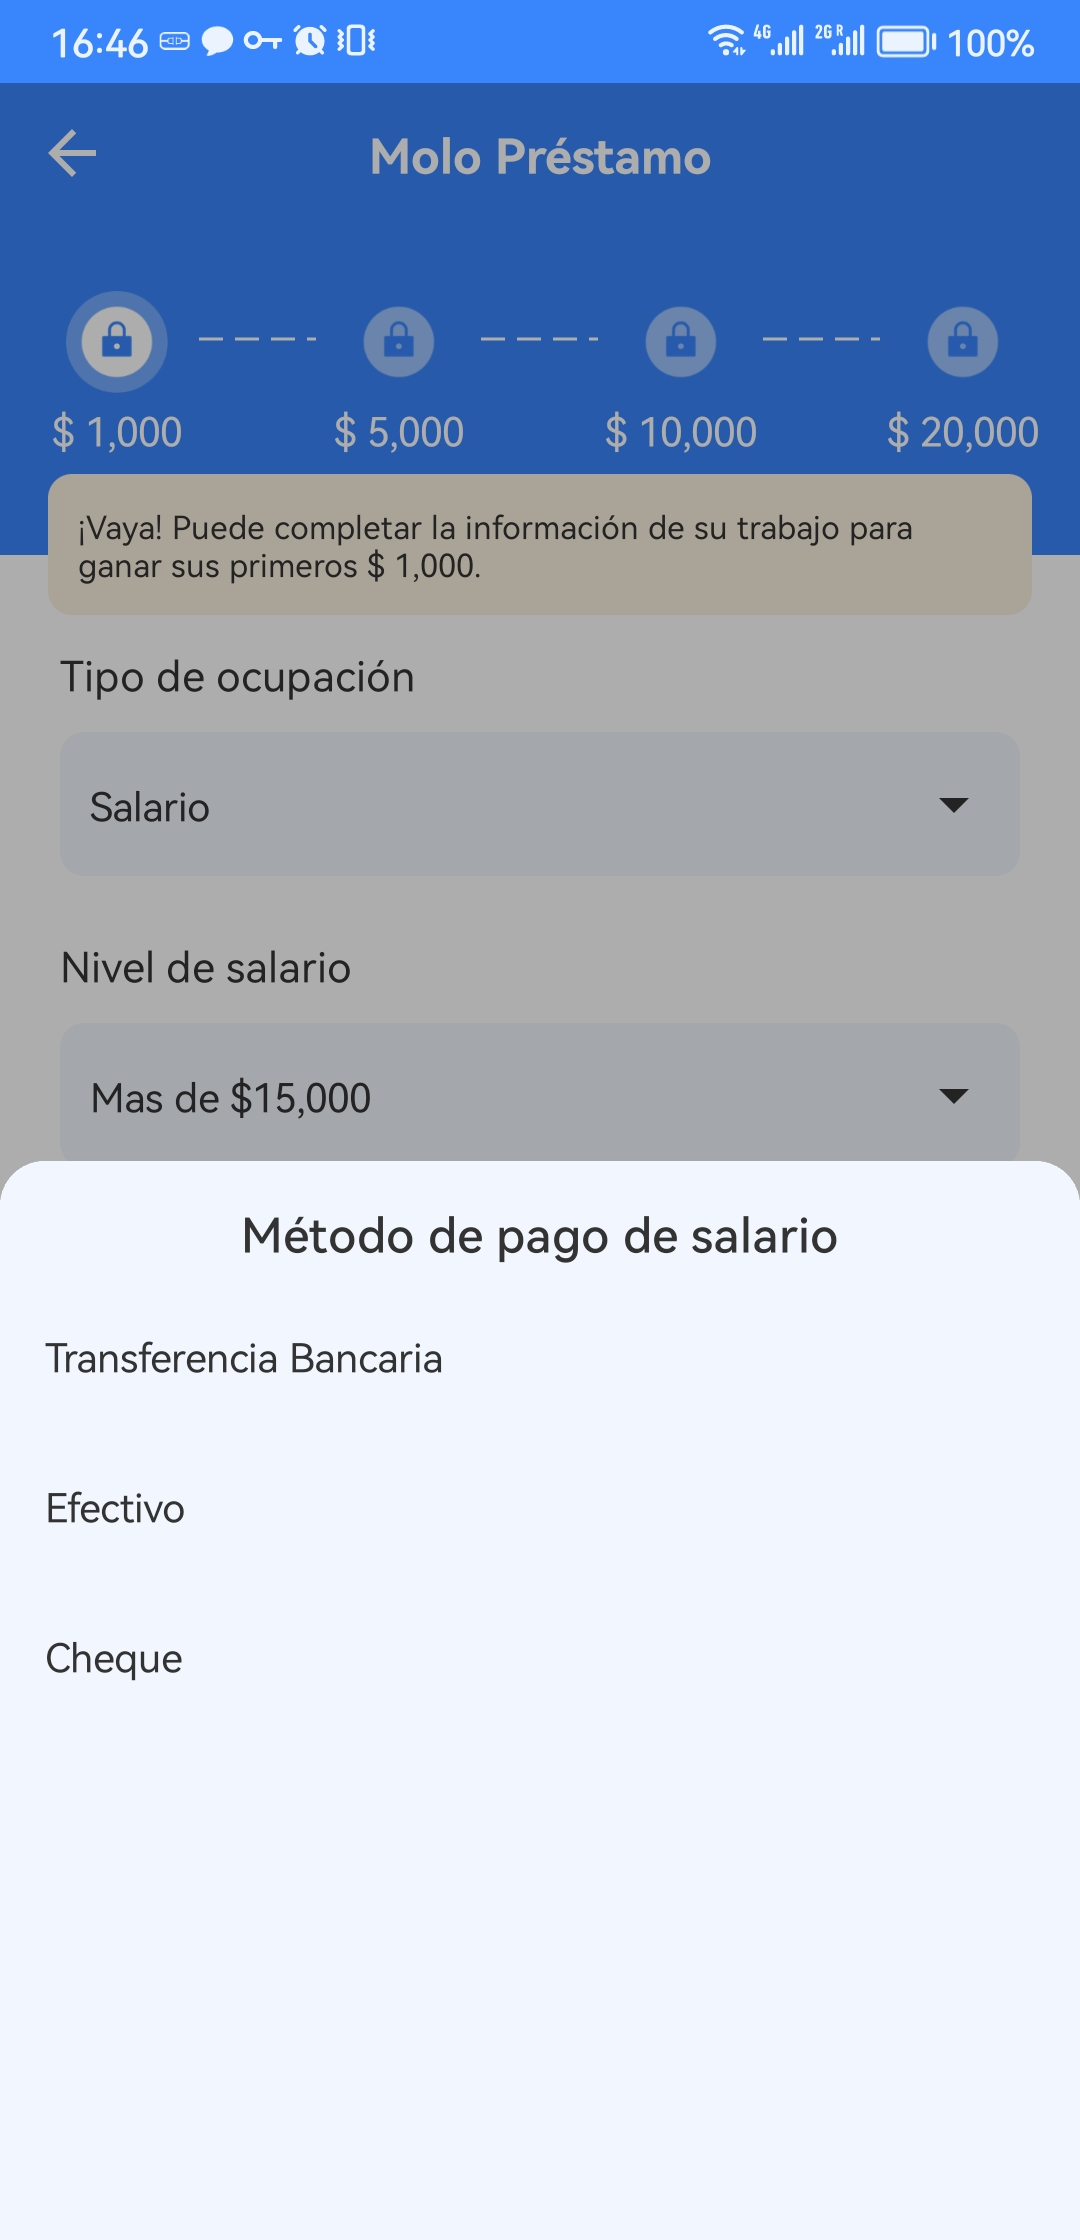 16:46
4G 2G R 100%
Molo Préstamo
$ 1,000 $ 5,000 $ 10,000 $ 20,000
¡Vaya! Puede completar la información de su trabajo para
ganar sus primeros $ 1,000.
Tipo de ocupación
Salario
Nivel de salario
Mas de $15,000
Método de pago de salario
Transferencia Bancaria
Efectivo
Cheque